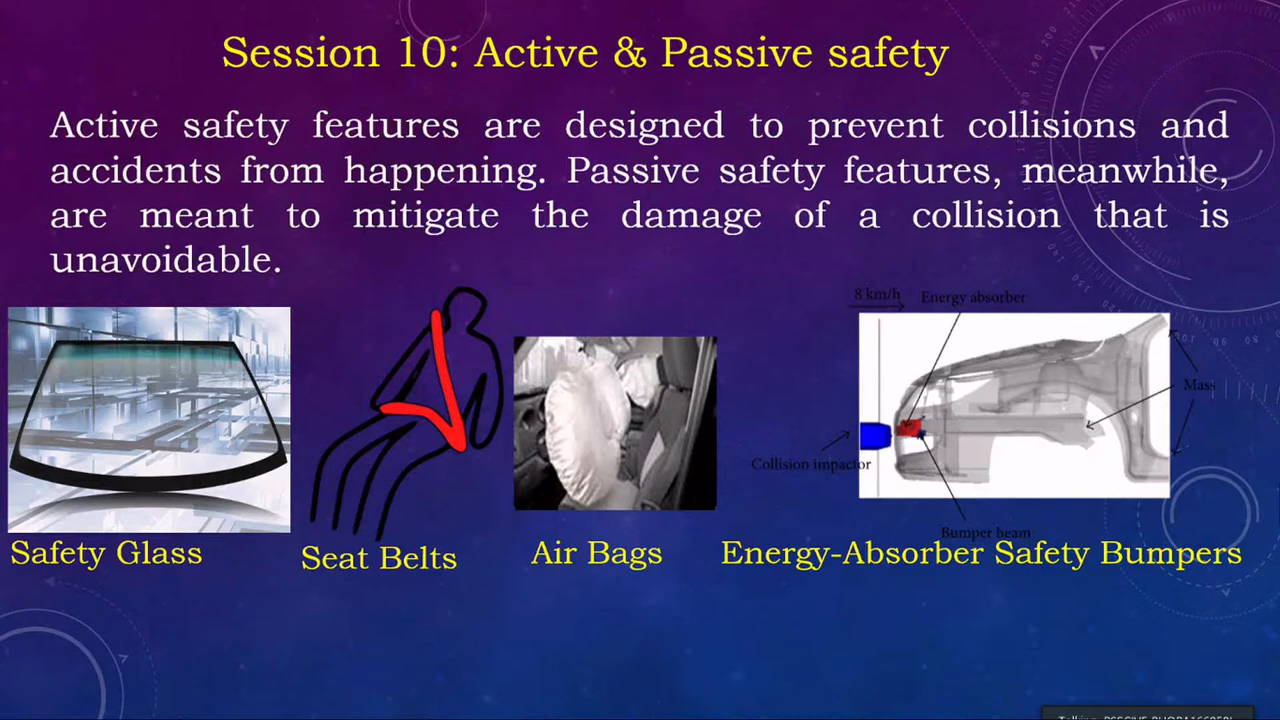 Session 10: Active & Passive safety
Active safety features are designed to prevent collisions and
accidents from happening. Passive safety features, meanwhile,
are meant to mitigate the damage of a collision that is
unavoidable.
8 km/h
Energy absorber
Mass
Collision impactor
Bumper beam
Safety Glass
Seat Belts
Air Bags
Energy-Absorber Safety Bumpers